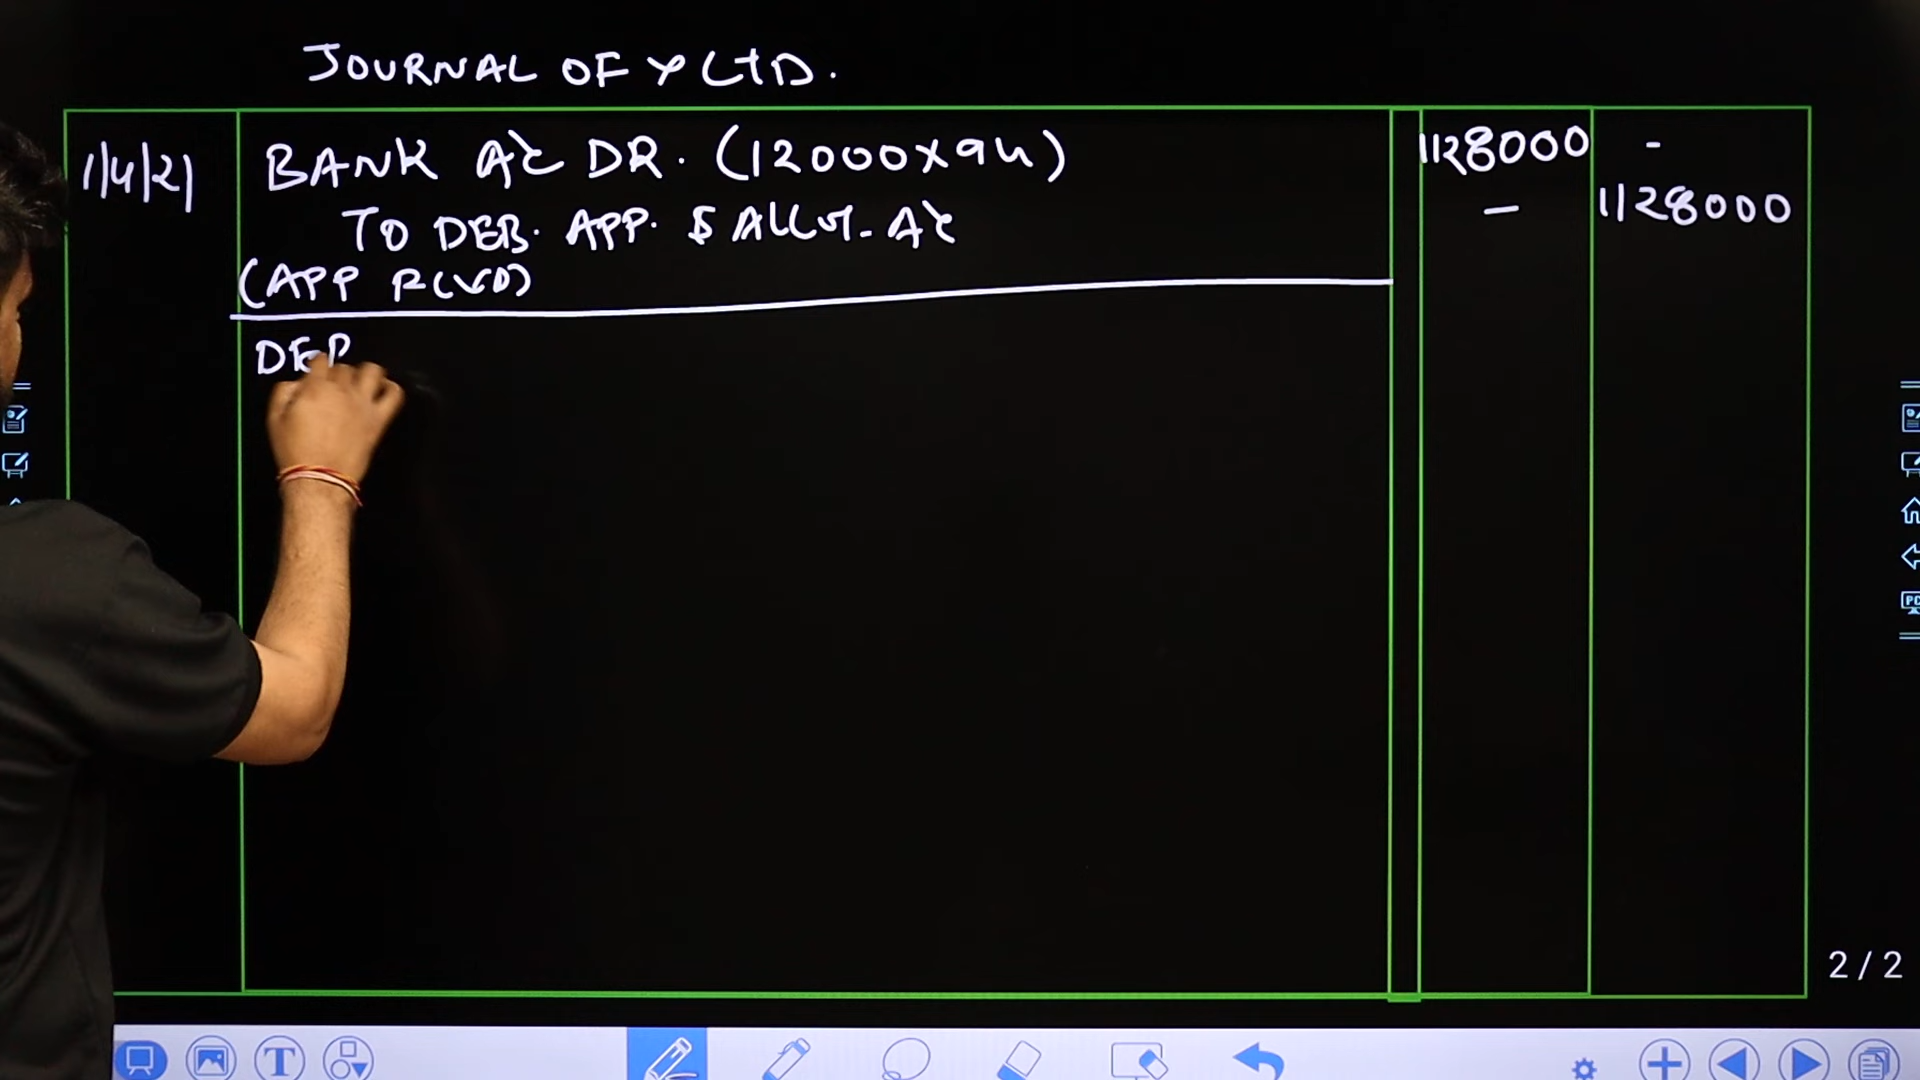 JOURNAL OF Y LTD.
1/4/21 BANK A/C DR. (12000X94) 1128000 -
TO DEB. APP. & ALLOT. A/C - 1128000
(APP RCVD)
DEB
2/2